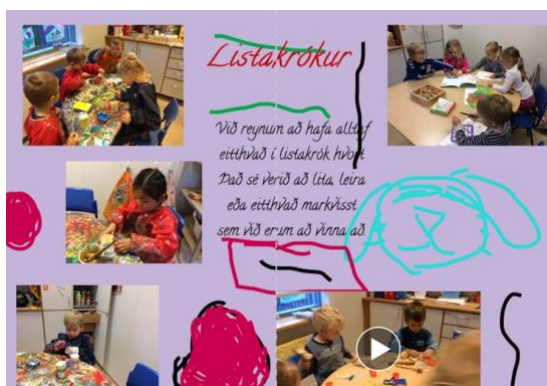 Listakrókur
Við reynum að hafa alltaf
eitthvað í listakrók hvort
Það sé verið að lita, leira
eða eitthvað markvisst
sem við erum að vinna að